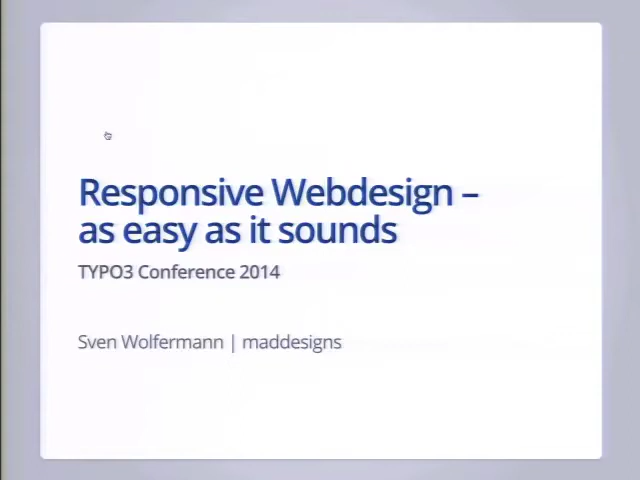 Responsive Webdesign –
as easy as it sounds
TYPO3 Conference 2014
Sven Wolfermann | maddesigns